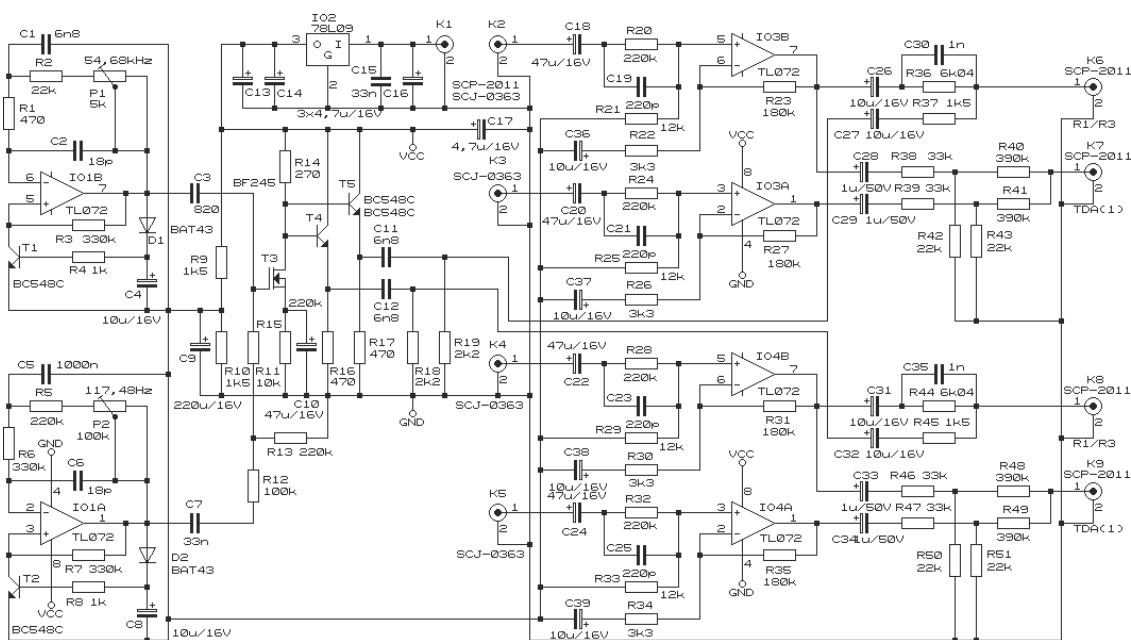 C1
6n8
54,68kHz
R2
22k
P1
5k
R1
470
C2
18p
6
5
7
IO1B
TL072
R3 330k
T1
R4 1k
BC548C
D1
BAT43
C3
820
C4
10u/16V
C5
1000n
117,48Hz
R5
220k
P2
100k
R6
330k
GND
C6
18p
4
2
3
1
8
IO1A
TL072
R7 330k
T2
R8 1k
VCC
BC548C
D2
BAT43
C7
33n
C8
10u/16V
IO2
78L09
3
O
I
G
1
2
K1
1
2
C13
C14
C15
33n
C16
3x4,7u/16V
C17
4,7u/16V
VCC
R14
270
BF245
T5
BC548C
BC548C
T4
T3
C11
6n8
C12
6n8
R9
1k5
220k
C9
R10
1k5
220u/16V
R15
R11
10k
C10
47u/16V
R16
470
R17
470
R18
2k2
R19
2k2
GND
R13 220k
R12
100k
K2
1
2
SCP-2011
SCJ-0363
K3
SCJ-0363
1
2
K4
1
2
SCJ-0363
K5
1
2
SCJ-0363
C18
47u/16V
R20
220k
C19
220p
R21
12k
C36
10u/16V
R22
3k3
5
6
7
IO3B
TL072
R23
180k
VCC
8
C20
47u/16V
R24
220k
C21
220p
R25
12k
C37
10u/16V
R26
3k3
3
2
1
4
IO3A
TL072
R27
180k
GND
C26
10u/16V
C30
1n
R36 6k04
R37 1k5
C27 10u/16V
K6
SCP-2011
1
2
R1/R3
C28
1u/50V
R38 33k
R39 33k
C29 1u/50V
R40
390k
R41
390k
R42
22k
R43
22k
K7
1
2
TDA(1)
47u/16V
C22
R28
220k
C23
220p
R29
12k
C38
10u/16V
R30
3k3
5
6
7
IO4B
TL072
R31
180k
VCC
8
47u/16V
C24
R32
220k
C25
220p
R33
12k
C39
10u/16V
R34
3k3
3
2
1
4
IO4A
TL072
R35
180k
GND
C31
10u/16V
C35
1n
R44 6k04
R45 1k5
C32 10u/16V
K8
SCP-2011
1
2
R1/R3
C33
1u/50V
R46 33k
R47 33k
C34 1u/50V
R48
390k
R49
390k
R50
22k
R51
22k
K9
SCP-2011
1
2
TDA(1)